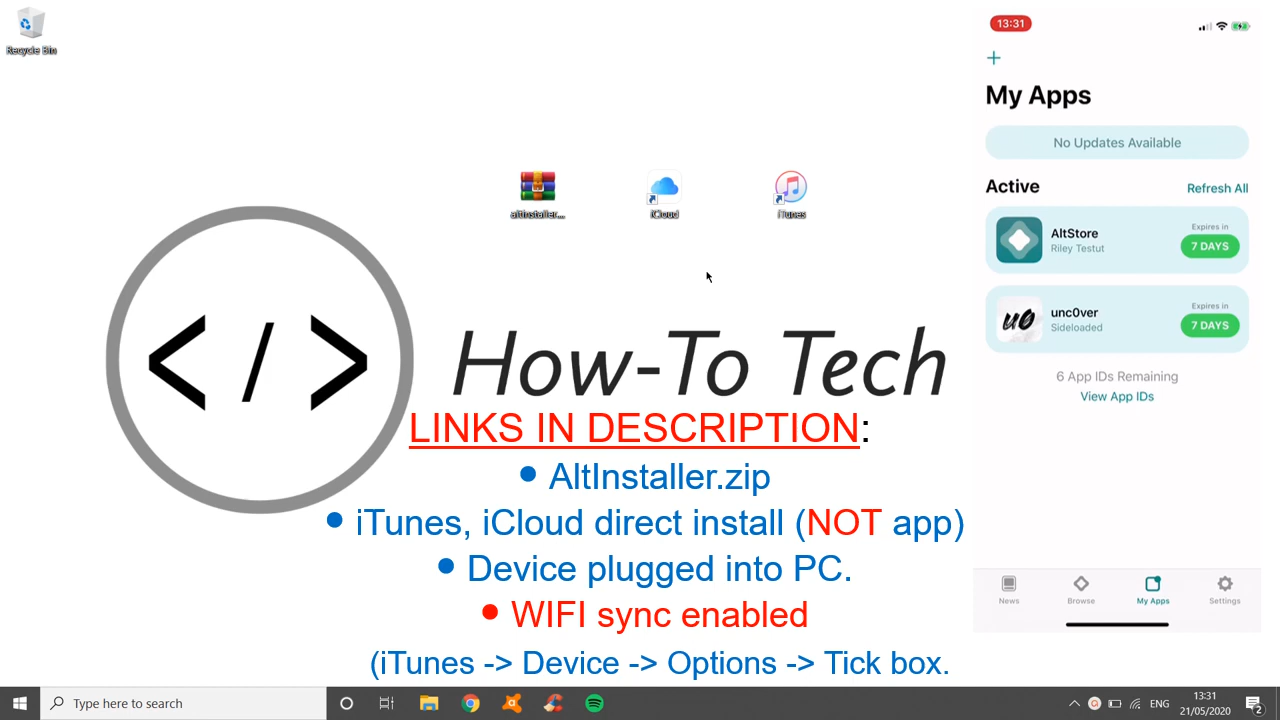 Recycle Bin
altInstaller...
iCloud
iTunes
</>
How-To Tech
LINKS IN DESCRIPTION:
• AltInstaller.zip
• iTunes, iCloud direct install (NOT app)
• Device plugged into PC.
• WIFI sync enabled
(iTunes -> Device -> Options -> Tick box.
13:31
+
My Apps
No Updates Available
Active
Refresh All
AltStore
Riley Testut
Expires in
7 DAYS
u0
unc0ver
Sideloaded
Expires in
7 DAYS
6 App IDs Remaining
View App IDs
News
Browse
My Apps
Settings
Type here to search
ENG
13:31
21/05/2020
2